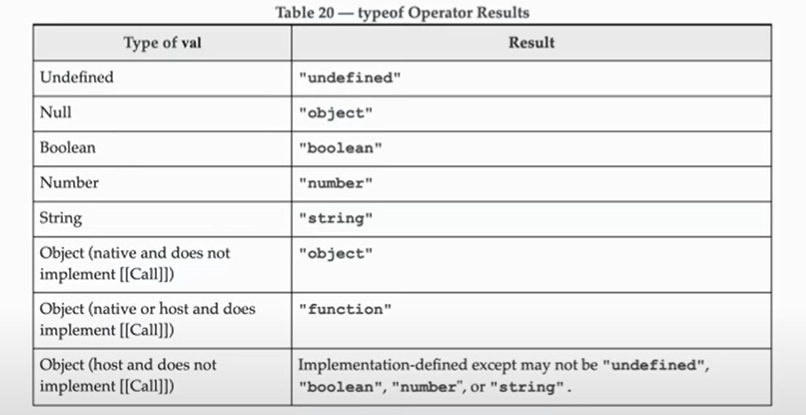 Table 20 — typeof Operator Results
Type of val Result
Undefined "undefined"
Null "object"
Boolean "boolean"
Number "number"
String "string"
Object (native and does not "object"
implement [[Call]])
Object (native or host and does "function"
implement [[Call]])
Object (host and does not Implementation-defined except may not be "undefined",
implement [[Call]]) "boolean", "number", or "string".